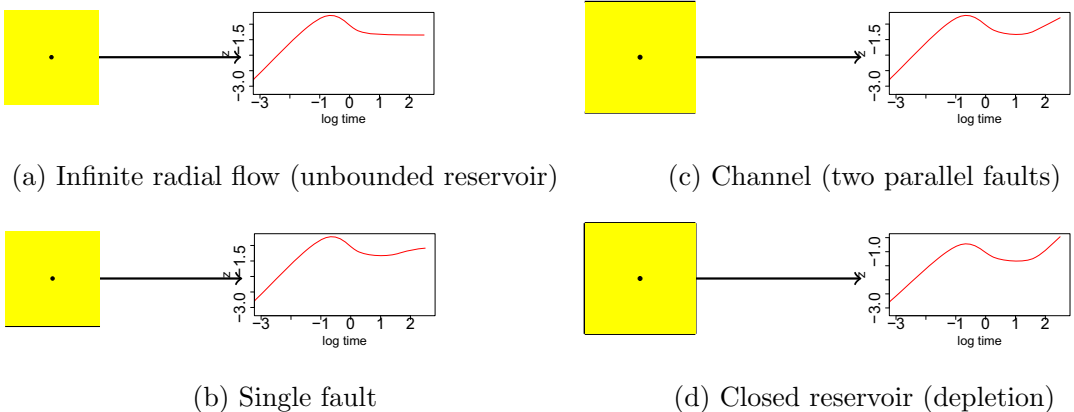 z
−1.5
−3.0
−3 −1 0 1 2
log time
(a) Infinite radial flow (unbounded reservoir)
z
−1.5
−3.0
−3 −1 0 1 2
log time
(c) Channel (two parallel faults)
z
−1.5
−3.0
−3 −1 0 1 2
log time
(b) Single fault
z
−1.0
−3.0
−3 −1 0 1 2
log time
(d) Closed reservoir (depletion)